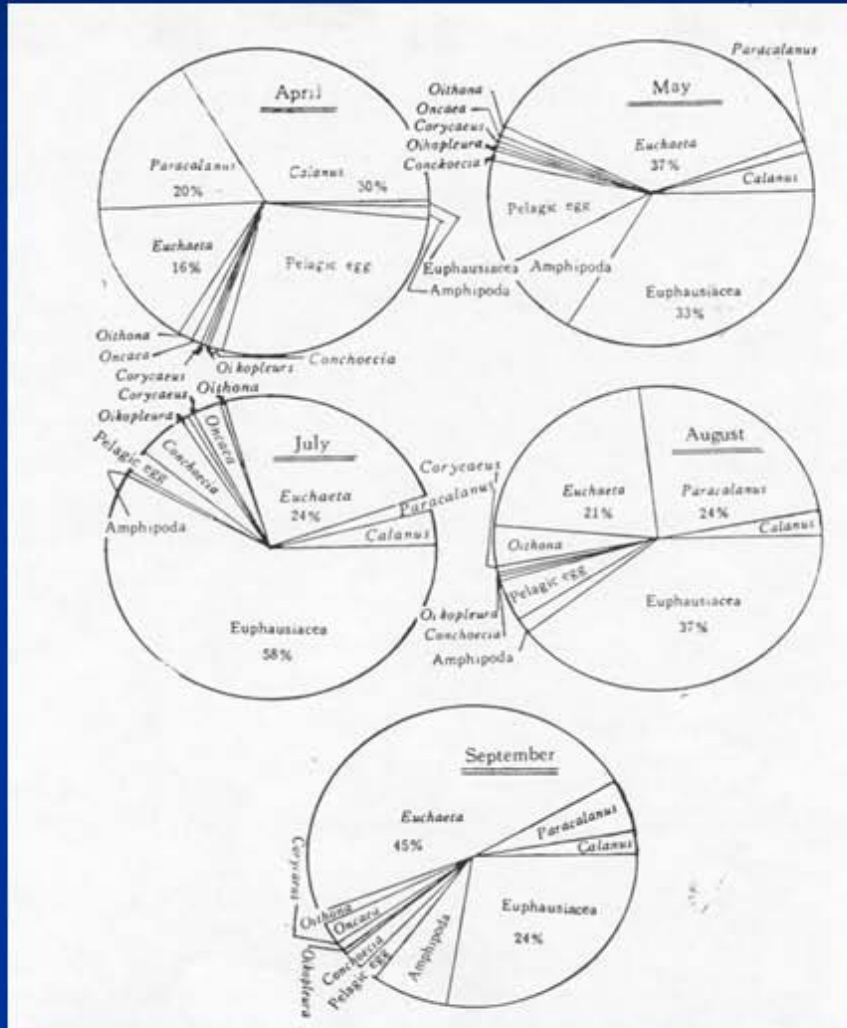 April
Paracalanus
20%
Calanus
30%
Euchaeta
16%
Pelagic egg
Euphausiacea
Amphipoda
Oithona
Oncaea
Corycaeus
Oikopleurs
Conchoecia
May
Paracalanus
Oithona
Oncaea
Corycaeus
Oikopleura
Conckoecia
Euchaeta
37%
Calanus
Pelagic egg
Amphipoda
Euphausiacea
33%
July
Corycaeus
Oithona
Oikopleura
Oncaea
Pelagic egg
Conchoecia
Amphipoda
Euchaeta
24%
Paracalanus
Calanus
Euphausiacea
58%
August
Corycaeus
Euchaeta
21%
Paracalanus
24%
Calanus
Oithona
Pelagic egg
Oikopleura
Conchoecia
Amphipoda
Euphausiacea
37%
September
Euchaeta
45%
Paracalanus
Calanus
Corycaeus
Oithona
Oncaea
Oikopleura
Conchoecia
Pelagic egg
Amphipoda
Euphausiacea
24%